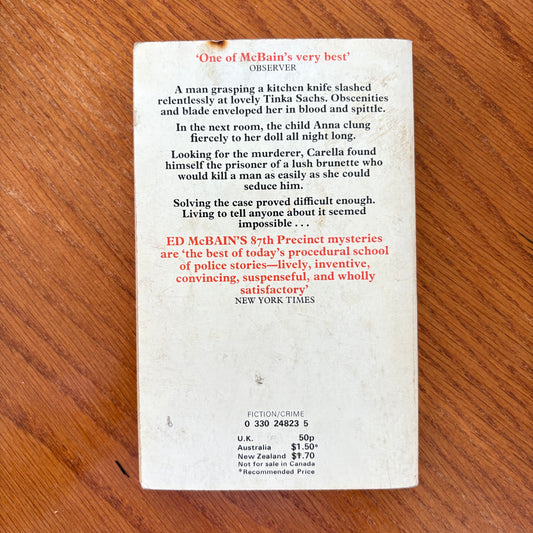 'One of McBain's very best'
OBSERVER
A man grasping a kitchen knife slashed
relentlessly at lovely Tinka Sachs. Obscenities
and blade enveloped her in blood and spittle.
In the next room, the child Anna clung
fiercely to her doll all night long.
Looking for the murderer, Carella found
himself the prisoner of a lush brunette who
would kill a man as easily as she could
seduce him.
Solving the case proved difficult enough.
Living to tell anyone about it seemed
impossible . . .
ED McBAIN'S 87th Precinct mysteries
are 'the best of today's procedural school
of police stories—lively, inventive,
convincing, suspenseful, and wholly
satisfactory'
NEW YORK TIMES
FICTION/CRIME
0 330 24823 5
U.K. 50p
Australia $1.50*
New Zealand $1.70
Not for sale in Canada
*Recommended Price